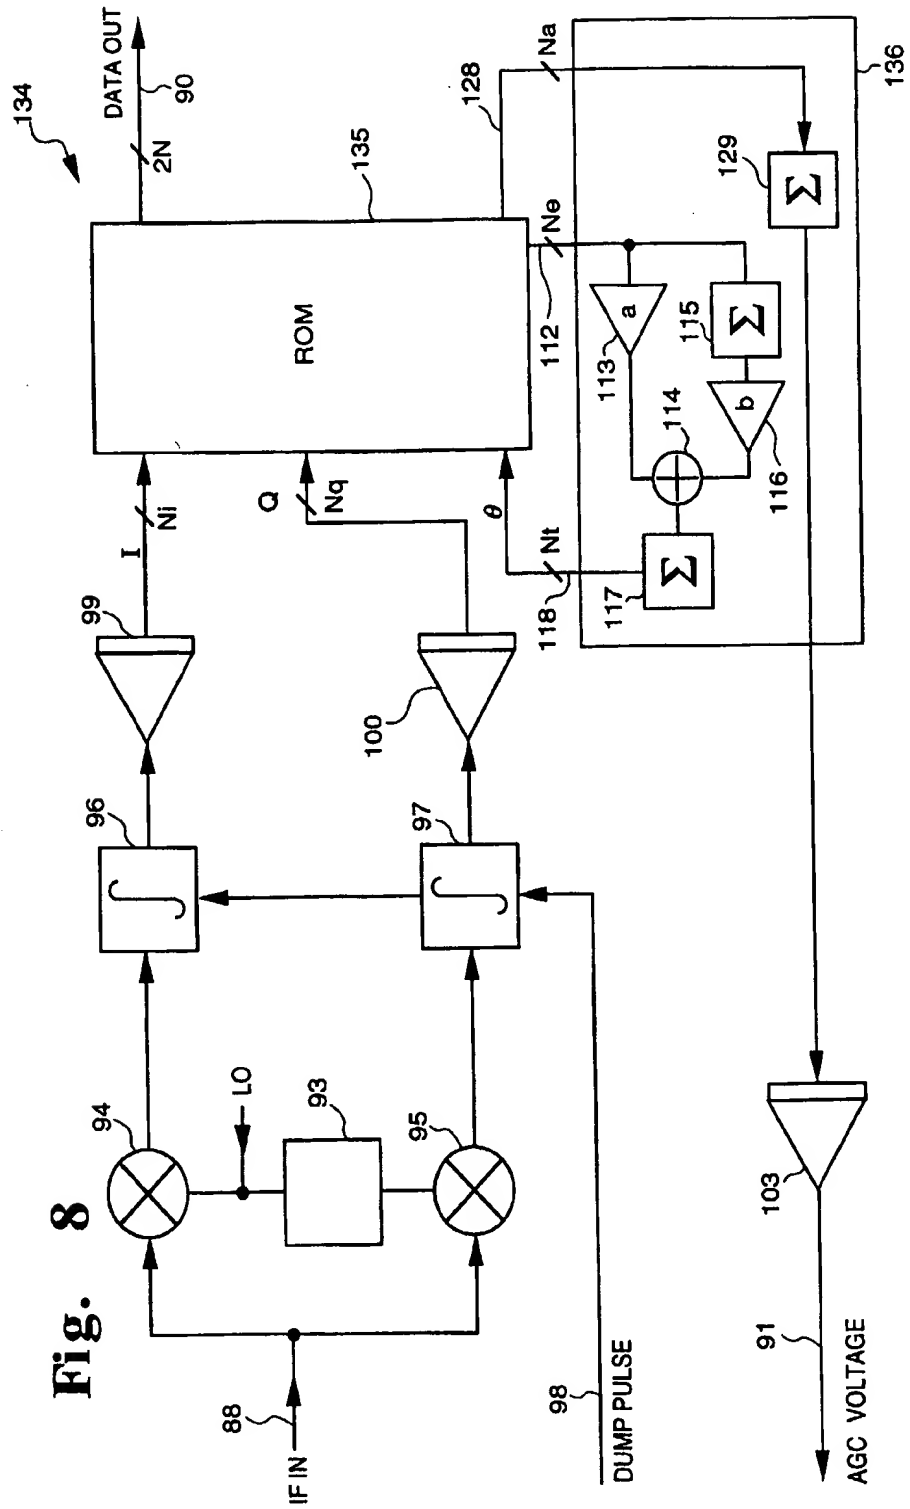 Fig. 8
134
DATA OUT
90
2N
135
ROM
128
Na
136
129
Σ
Ne
112
a
113
115
Σ
b
116
114
117
Σ
Nt
118
θ
I
Ni
Q
Nq
99
100
96
∫
97
∫
94
LO
93
95
88
IF IN
98
DUMP PULSE
103
91
AGC VOLTAGE